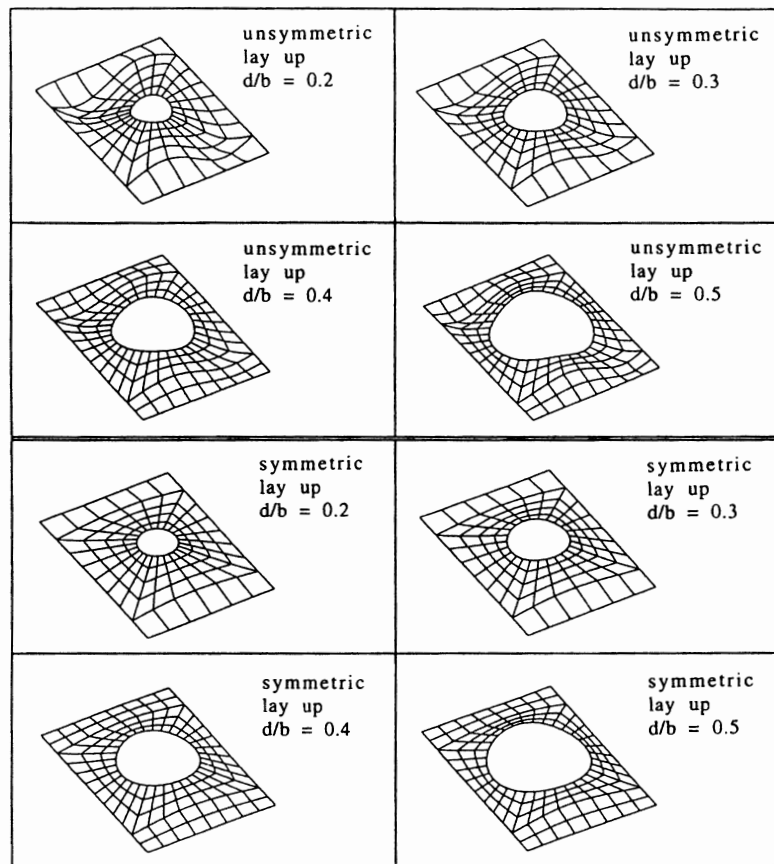 unsymmetric
lay up
d/b = 0.2
unsymmetric
lay up
d/b = 0.3
unsymmetric
lay up
d/b = 0.4
unsymmetric
lay up
d/b = 0.5
symmetric
lay up
d/b = 0.2
symmetric
lay up
d/b = 0.3
symmetric
lay up
d/b = 0.4
symmetric
lay up
d/b = 0.5